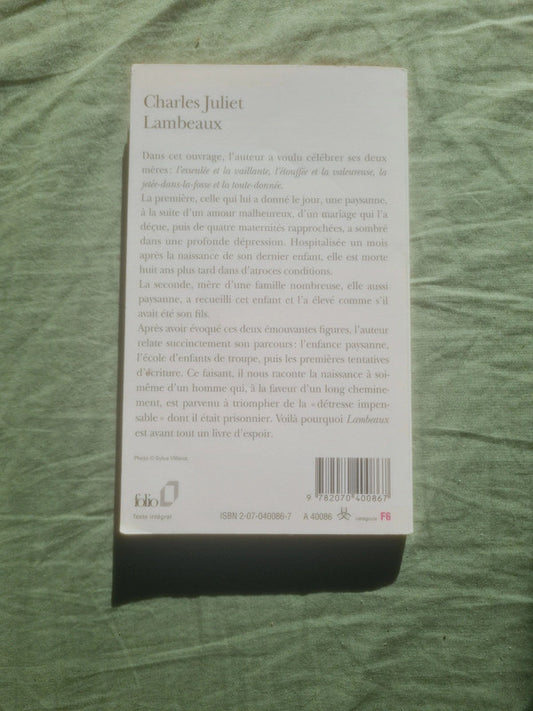 Charles Juliet
Lambeaux
Dans cet ouvrage, l'auteur a voulu célébrer ses deux
mères : l'esseulée et la vaillante, l'étouffée et la valeureuse, la
jetée-dans-la-fosse et la toute-donnée.
La première, celle qui lui a donné le jour, une paysanne,
à la suite d'un amour malheureux, d'un mariage qui l'a
déçue, puis de quatre maternités rapprochées, a sombré
dans une profonde dépression. Hospitalisée un mois
après la naissance de son dernier enfant, elle est morte
huit ans plus tard dans d'atroces conditions.
La seconde, mère d'une famille nombreuse, elle aussi
paysanne, a recueilli cet enfant et l'a élevé comme s'il
avait été son fils.
Après avoir évoqué ces deux émouvantes figures, l'auteur
relate succinctement son parcours : l'enfance paysanne,
l'école d'enfants de troupe, puis les premières tentatives
d'écriture. Ce faisant, il nous raconte la naissance à soi-
même d'un homme qui, à la faveur d'un long chemine-
ment, est parvenu à triompher de la « détresse impen-
sable » dont il était prisonnier. Voilà pourquoi Lambeaux
est avant tout un livre d'espoir.
Photo © Sylva Villerot.
9 782070 400867
folio
Texte intégral
ISBN 2-07-040086-7 A 40086 catégorie F6